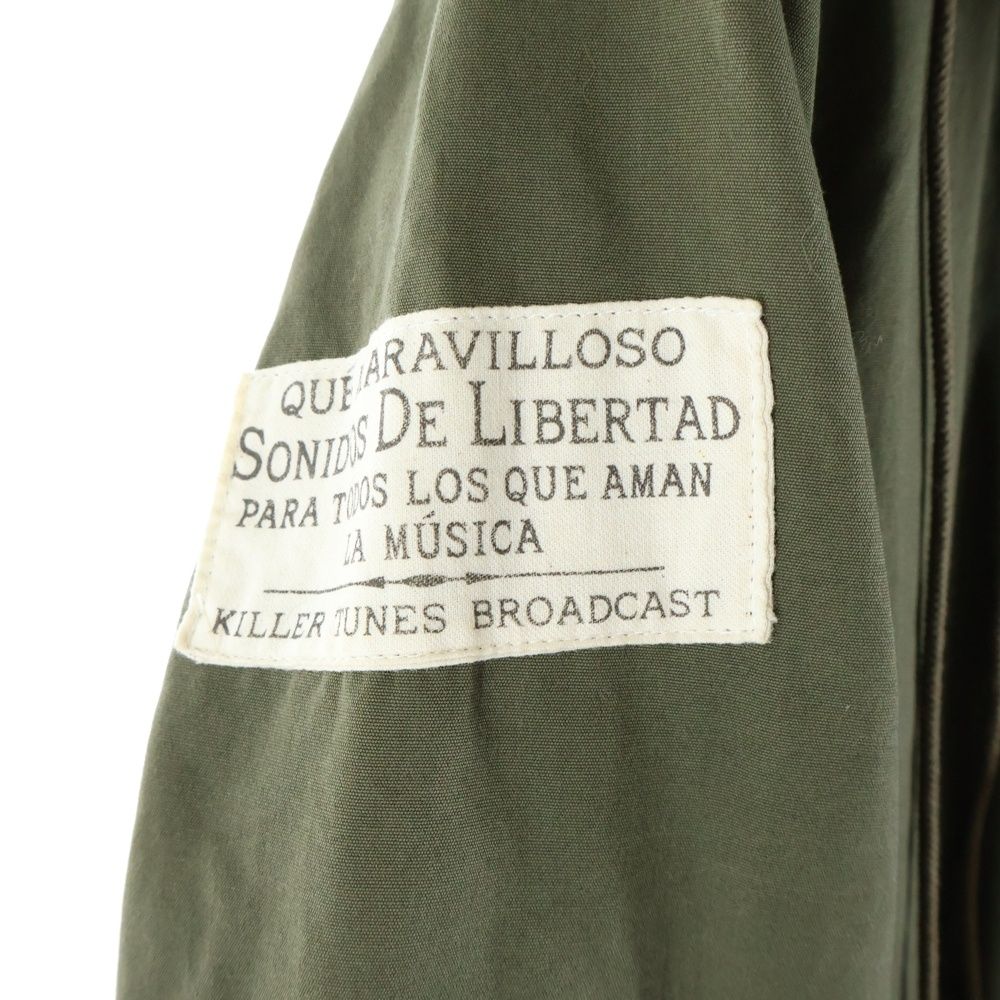 QUE MARAVILLOSO
SONIDOS DE LIBERTAD
PARA TODOS LOS QUE AMAN
LA MÚSICA
KILLER TUNES BROADCAST